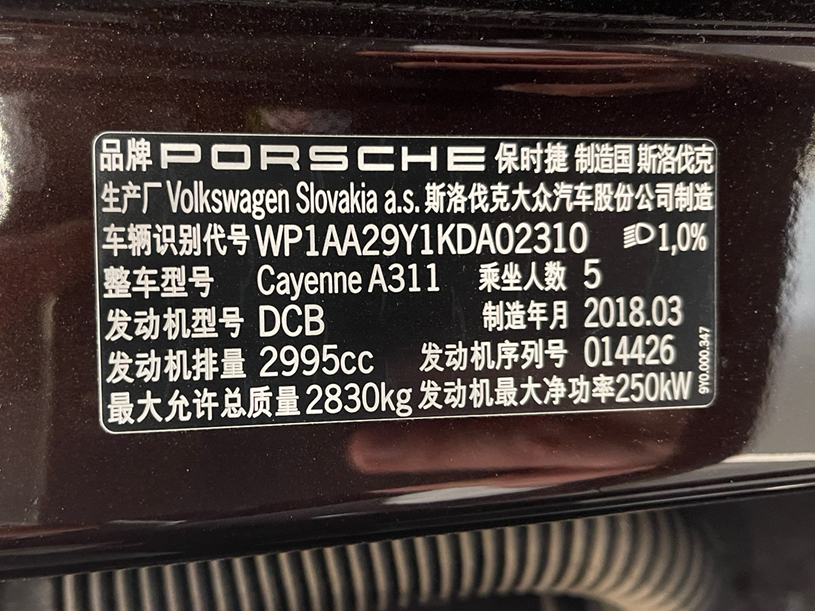 品牌 PORSCHE 保时捷 制造国 斯洛伐克
生产厂 Volkswagen Slovakia a.s. 斯洛伐克大众汽车股份公司制造
车辆识别代号 WP1AA29Y1KDA02310 1,0%
整车型号 Cayenne A311 乘坐人数 5
发动机型号 DCB 制造年月 2018.03
发动机排量 2995cc 发动机序列号 014426
最大允许总质量 2830kg 发动机最大净功率 250kW
9Y0.000.347